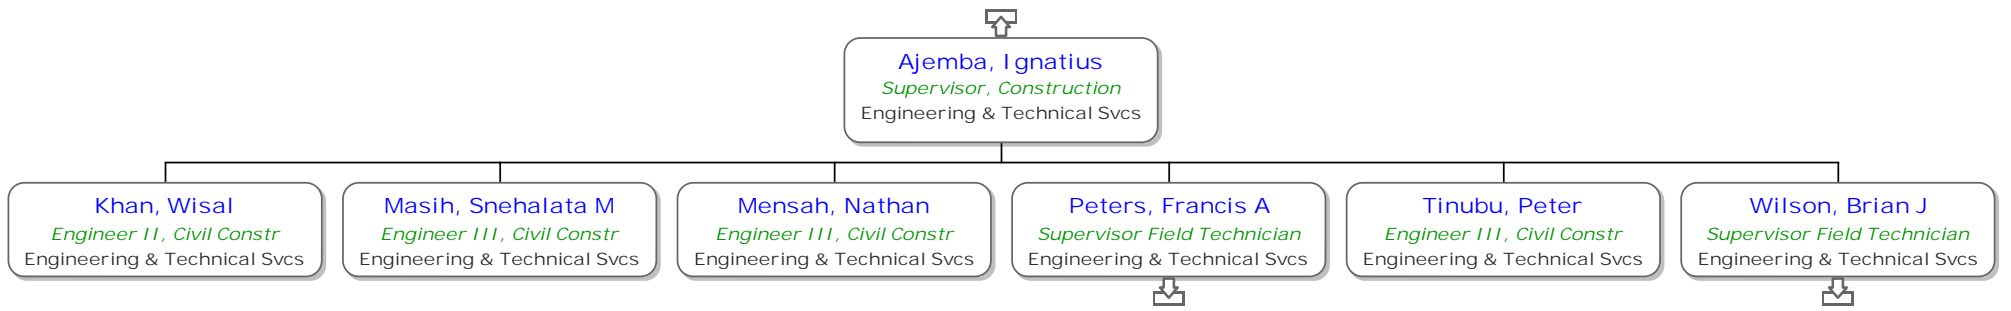 Ajemba, Ignatius
Supervisor, Construction
Engineering & Technical Svcs
Khan, Wisal
Engineer II, Civil Constr
Engineering & Technical Svcs
Masih, Snehalata M
Engineer III, Civil Constr
Engineering & Technical Svcs
Mensah, Nathan
Engineer III, Civil Constr
Engineering & Technical Svcs
Peters, Francis A
Supervisor Field Technician
Engineering & Technical Svcs
Tinubu, Peter
Engineer III, Civil Constr
Engineering & Technical Svcs
Wilson, Brian J
Supervisor Field Technician
Engineering & Technical Svcs